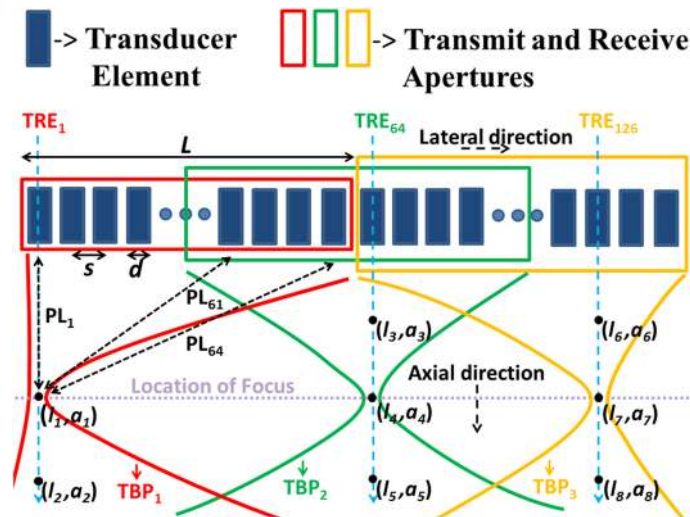 -> Transducer Element
-> Transmit and Receive Apertures
TRE1
TRE64
TRE126
L
Lateral direction
s
d
PL1
PL61
PL64
(l3,a3)
(l6,a6)
Location of Focus
Axial direction
(l1,a1)
(l4,a4)
(l7,a7)
(l2,a2)
TBP1
TBP2
(l5,a5)
TBP3
(l8,a8)